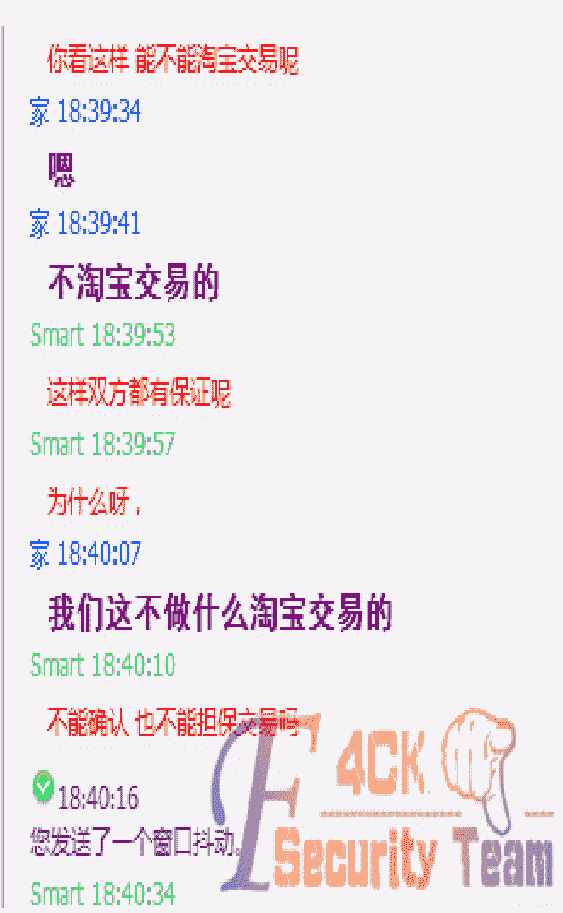 你看这样 能不能淘宝交易呢
家 18:39:34
嗯
家 18:39:41
不淘宝交易的
Smart 18:39:53
这样双方都有保证呢
Smart 18:39:57
为什么呀，
家 18:40:07
我们这不做什么淘宝交易的
Smart 18:40:10
不能确认 也不能担保交易吗
18:40:16
您发送了一个窗口抖动。
Smart 18:40:34
F4CK
Security Team